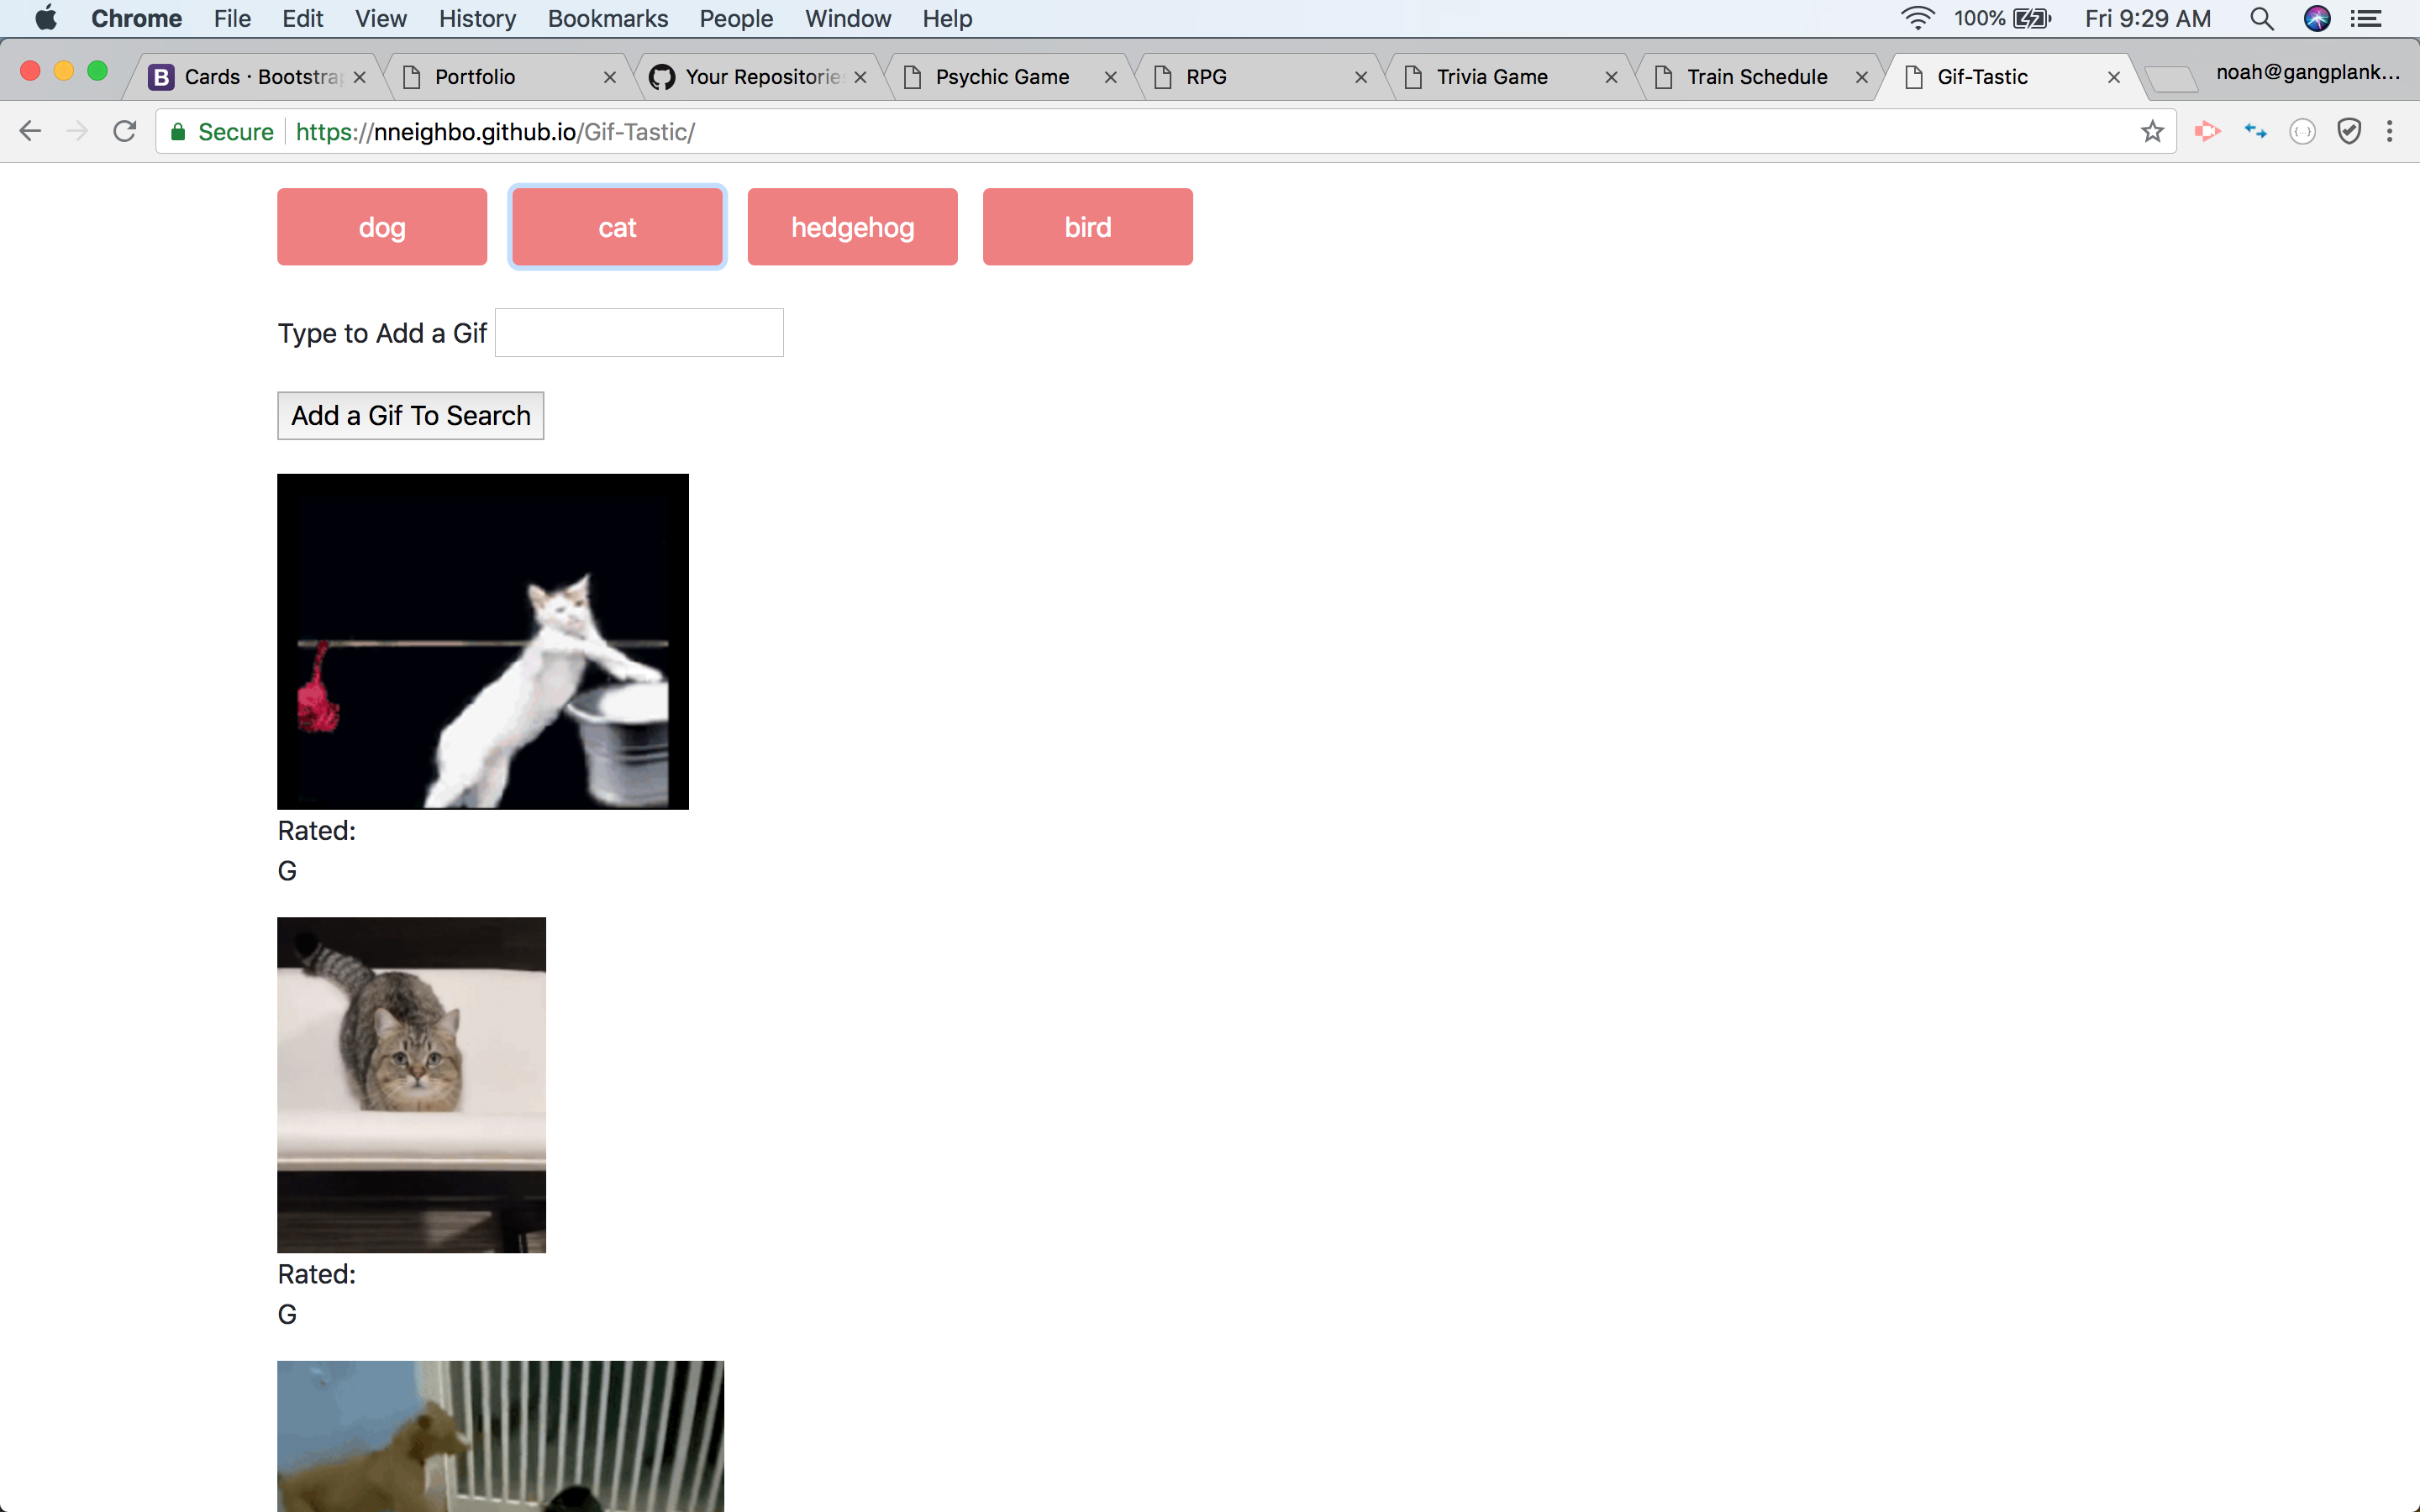 Chrome File Edit View History Bookmarks People Window Help 100% Fri 9:29 AM
B Cards · Bootstrap Portfolio Your Repositories Psychic Game RPG Trivia Game Train Schedule Gif-Tastic noah@gangplank...
Secure https://nneighbo.github.io/Gif-Tastic/
dog cat hedgehog bird
Type to Add a Gif
Add a Gif To Search
Rated:
G
Rated:
G